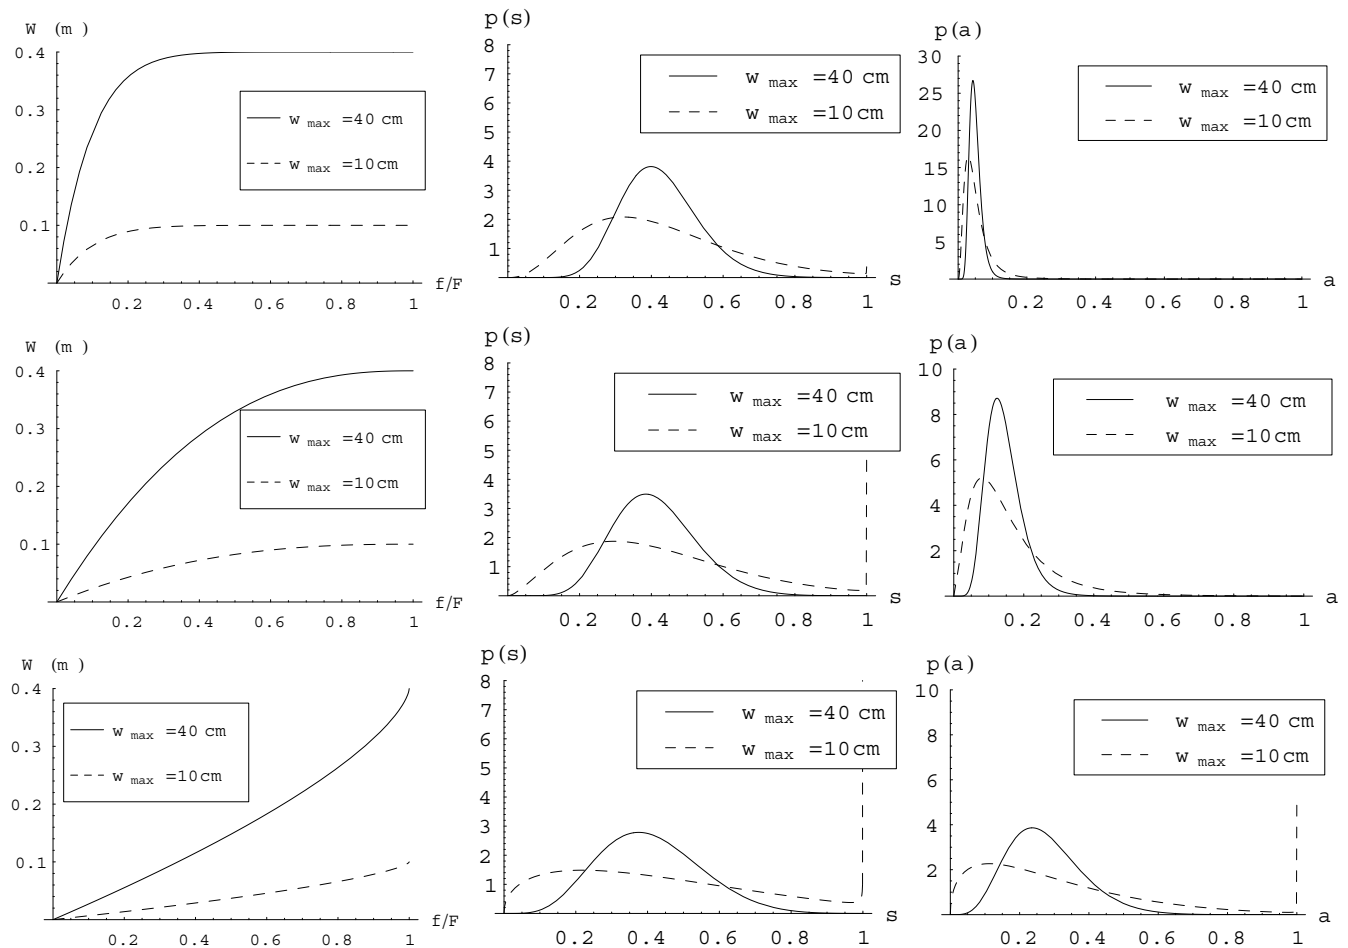 W (m)
0.4
0.3
0.2
0.1
w max =40 cm
w max =10cm
0.2 0.4 0.6 0.8 1 f/F
p(s)
8
7
6
5
4
3
2
1
w max =40 cm
w max =10cm
0.2 0.4 0.6 0.8 1 s
p(a)
30
25
20
15
10
5
w max =40 cm
w max =10cm
0.2 0.4 0.6 0.8 1 a
W (m)
0.4
0.3
0.2
0.1
w max =40 cm
w max =10cm
0.2 0.4 0.6 0.8 1 f/F
p(s)
8
7
6
5
4
3
2
1
w max =40 cm
w max =10cm
0.2 0.4 0.6 0.8 1 s
p(a)
10
8
6
4
2
w max =40 cm
w max =10cm
0.2 0.4 0.6 0.8 1 a
W (m)
0.4
0.3
0.2
0.1
w max =40 cm
w max =10cm
0.2 0.4 0.6 0.8 1 f/F
p(s)
8
7
6
5
4
3
2
1
w max =40 cm
w max =10cm
0.2 0.4 0.6 0.8 1 s
p(a)
10
8
6
4
2
w max =40 cm
w max =10cm
0.2 0.4 0.6 0.8 1 a